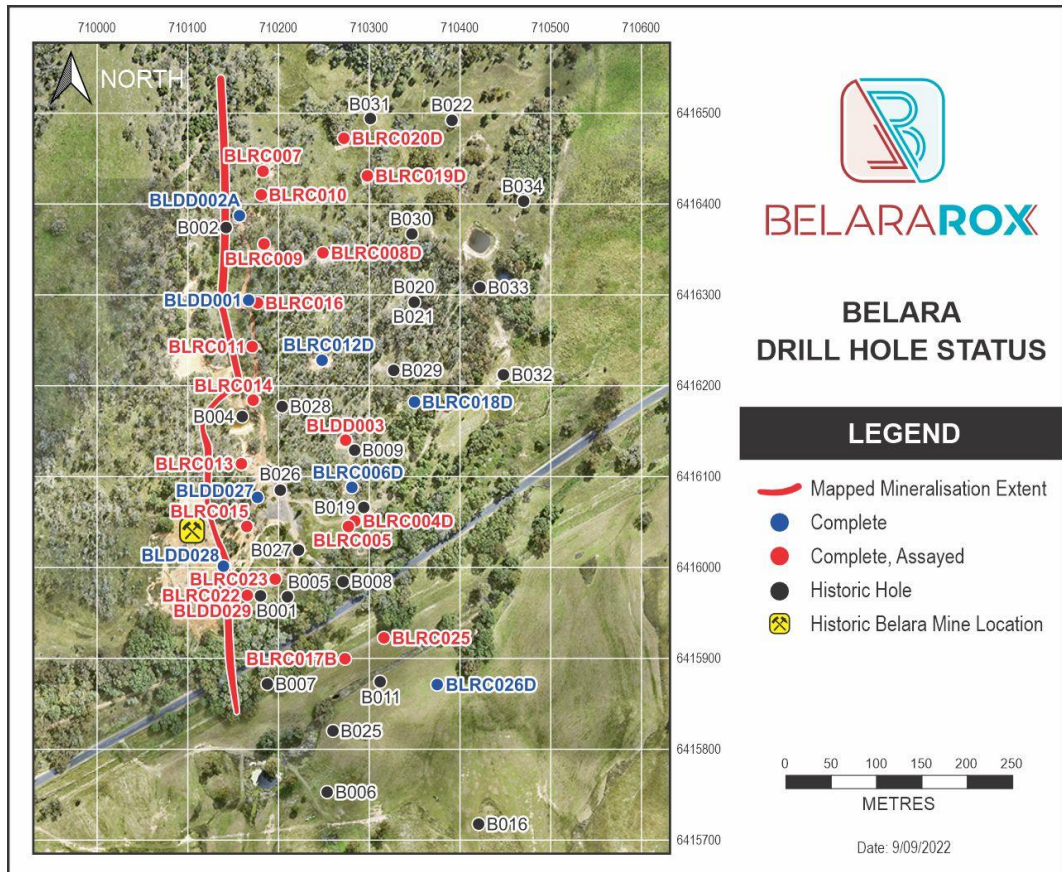 710000 710100 710200 710300 710400 710500 710600
NORTH
B031 B022
6416500
BLRC020D
BLRC007
BLRC019D
BLRC010
B034
BLDD002A
6416400
B002
B030
BLRC009
BLRC008D
B020
B033
BLDD001
BLRC016
6416300
B021
BLRC011
BLRC012D
B029
B032
BLRC014
6416200
BLRC018D
B028
B004
BLDD003
B009
BLRC013
B026
BLRC006D
6416100
BLDD027
B019
BLRC015
BLRC004D
BLRC005
B027
BLDD028
6416000
BLRC023
B005
B008
BLRC022
BLDD029
B001
BLRC025
BLRC017B
6415900
B007
B011
BLRC026D
B025
6415800
B006
B016
6415700
BELARAROX
BELARA
DRILL HOLE STATUS
LEGEND
Mapped Mineralisation Extent
Complete
Complete, Assayed
Historic Hole
Historic Belara Mine Location
0 50 100 150 200 250
METRES
Date: 9/09/2022